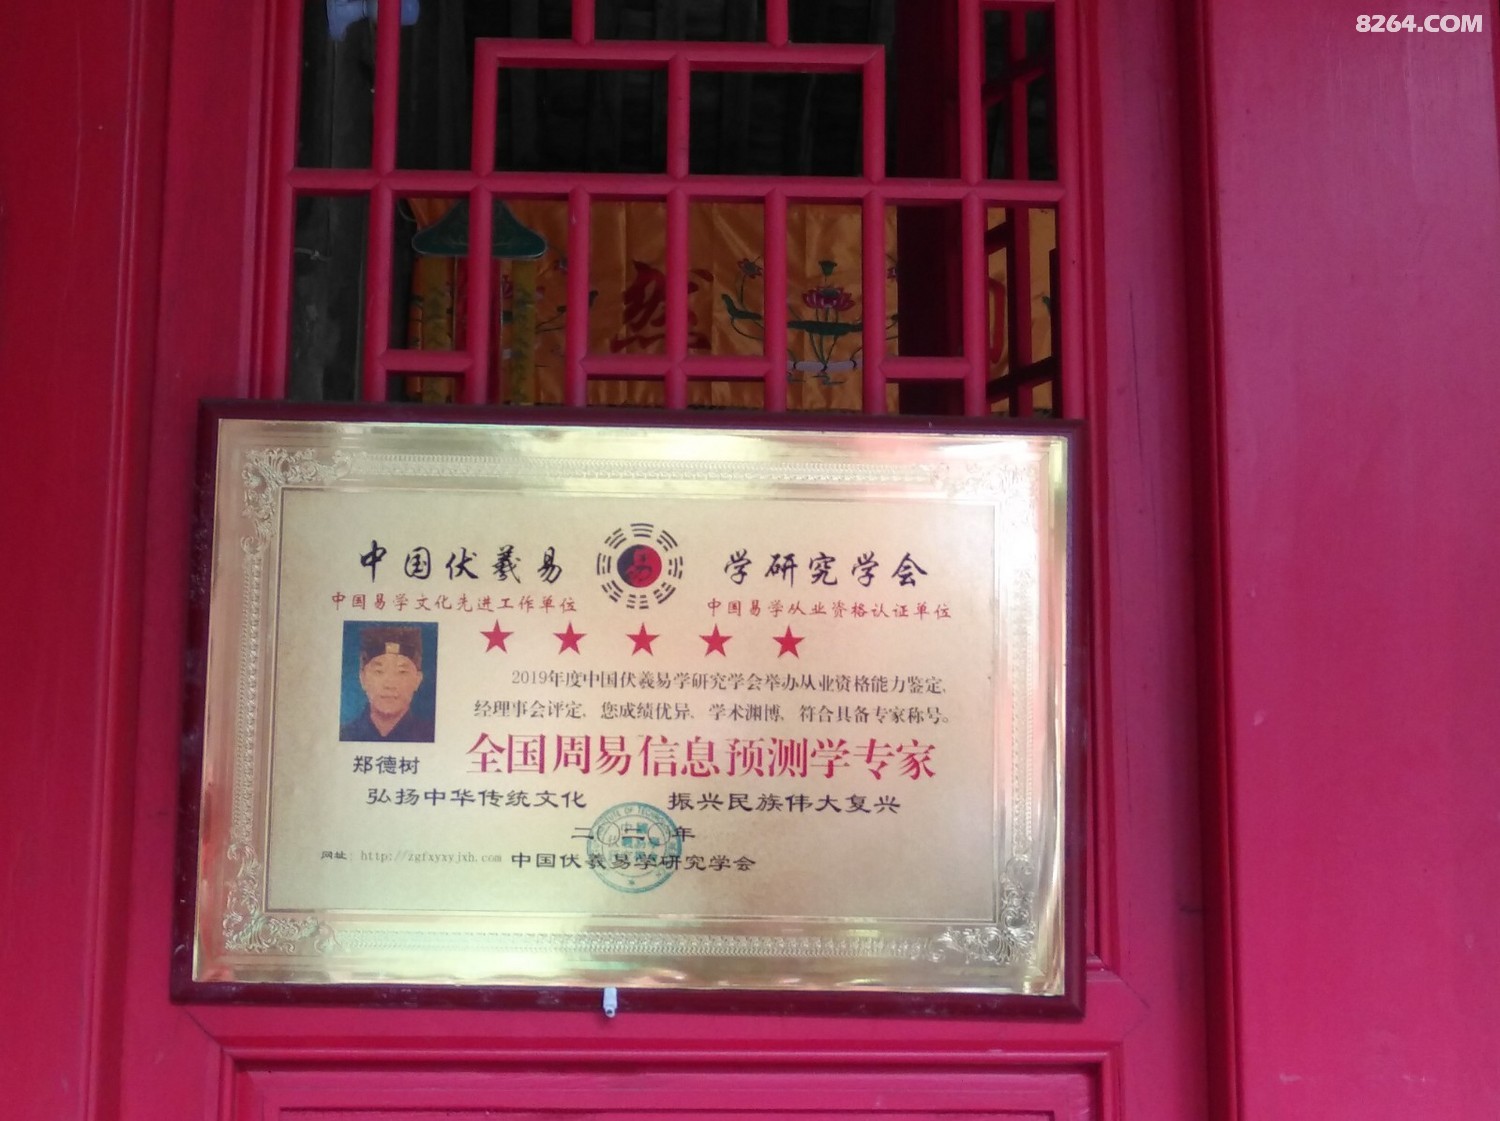 8264.COM
然
中国伏羲易 易 学研究学会
中国易学文化先进工作单位 中国易学从业资格认证单位
2019年度中国伏羲易学研究学会举办从业资格能力鉴定,
经理事会评定、您成绩优异、学术渊博、符合具备专家称号。
全国周易信息预测学专家
郑德树
弘扬中华传统文化 振兴民族伟大复兴
二〇二〇年
网址: http://zgfxyxyjxh.com 中国伏羲易学研究学会